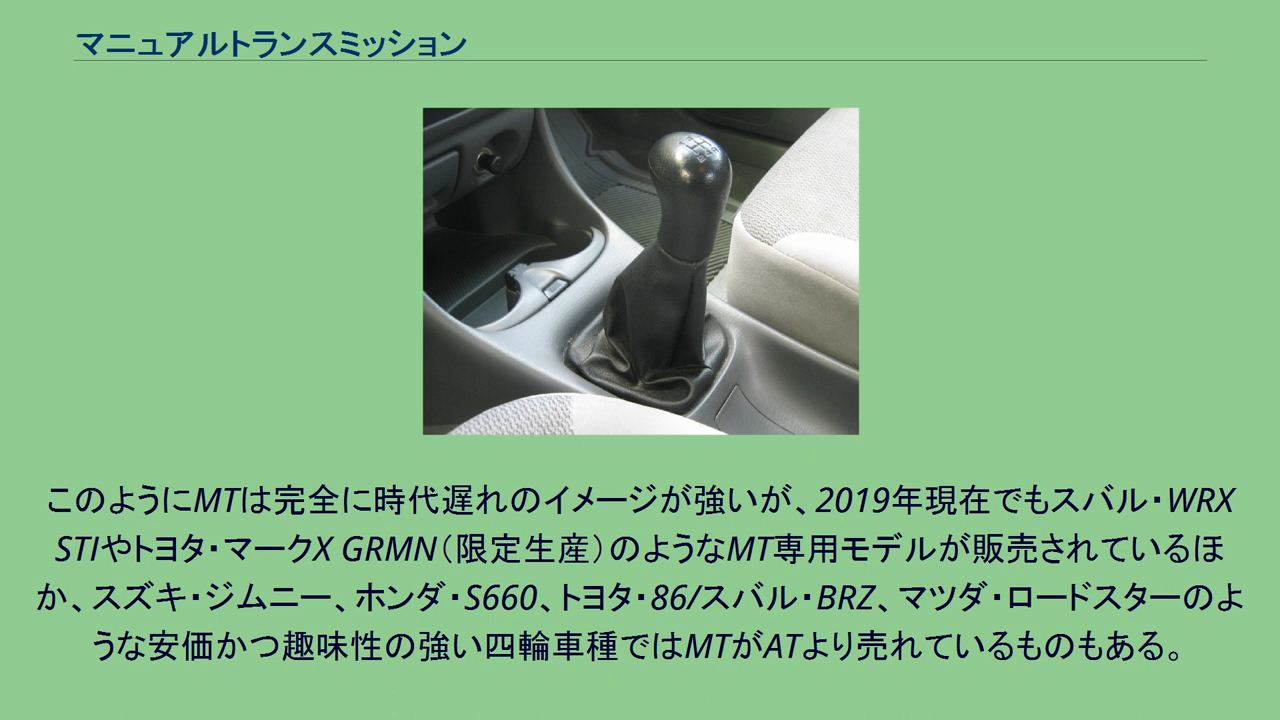 マニュアルトランスミッション
このようにMTは完全に時代遅れのイメージが強いが、2019年現在でもスバル・WRX
STIやトヨタ・マークX GRMN（限定生産）のようなMT専用モデルが販売されているほ
か、スズキ・ジムニー、ホンダ・S660、トヨタ・86/スバル・BRZ、マツダ・ロードスターのよ
うな安価かつ趣味性の強い四輪車種ではMTがATより売れているものもある。